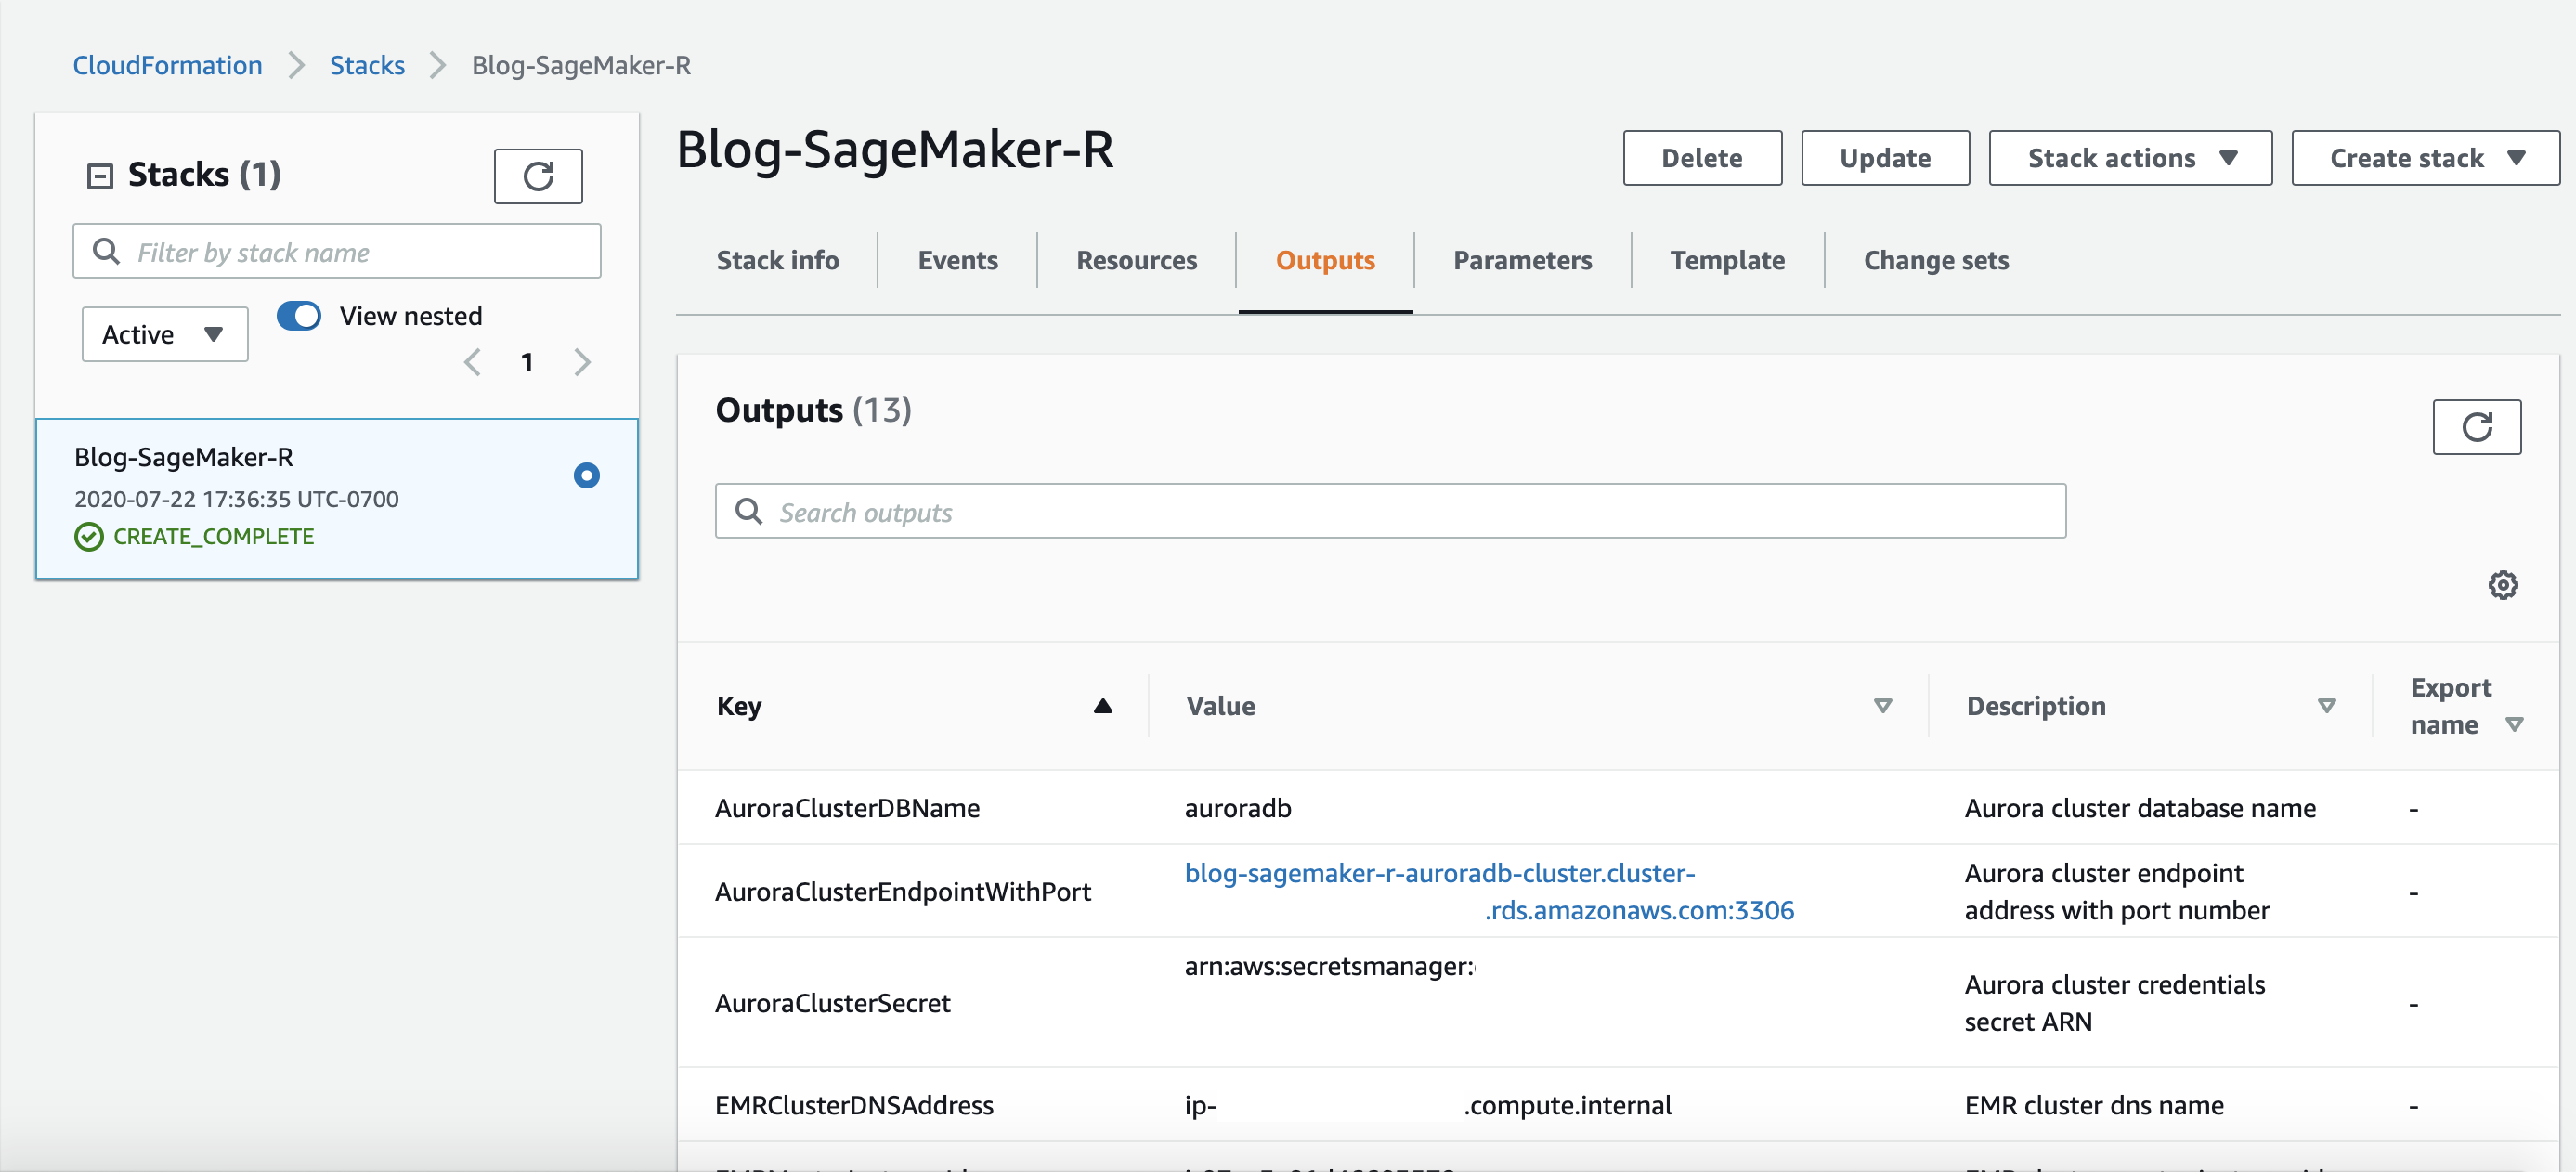 CloudFormation > Stacks > Blog-SageMaker-R
Stacks (1)
Filter by stack name
Active
View nested
1
Blog-SageMaker-R
2020-07-22 17:36:35 UTC-0700
CREATE_COMPLETE
Blog-SageMaker-R
Delete Update Stack actions Create stack
Stack info Events Resources Outputs Parameters Template Change sets
Outputs (13)
Search outputs
Key Value Description Export name
AuroraClusterDBName auroradb Aurora cluster database name -
AuroraClusterEndpointWithPort blog-sagemaker-r-auroradb-cluster.cluster- Aurora cluster endpoint -
.rds.amazonaws.com:3306 address with port number
AuroraClusterSecret arn:aws:secretsmanager: Aurora cluster credentials -
secret ARN
EMRClusterDNSAddress ip- .compute.internal EMR cluster dns name -